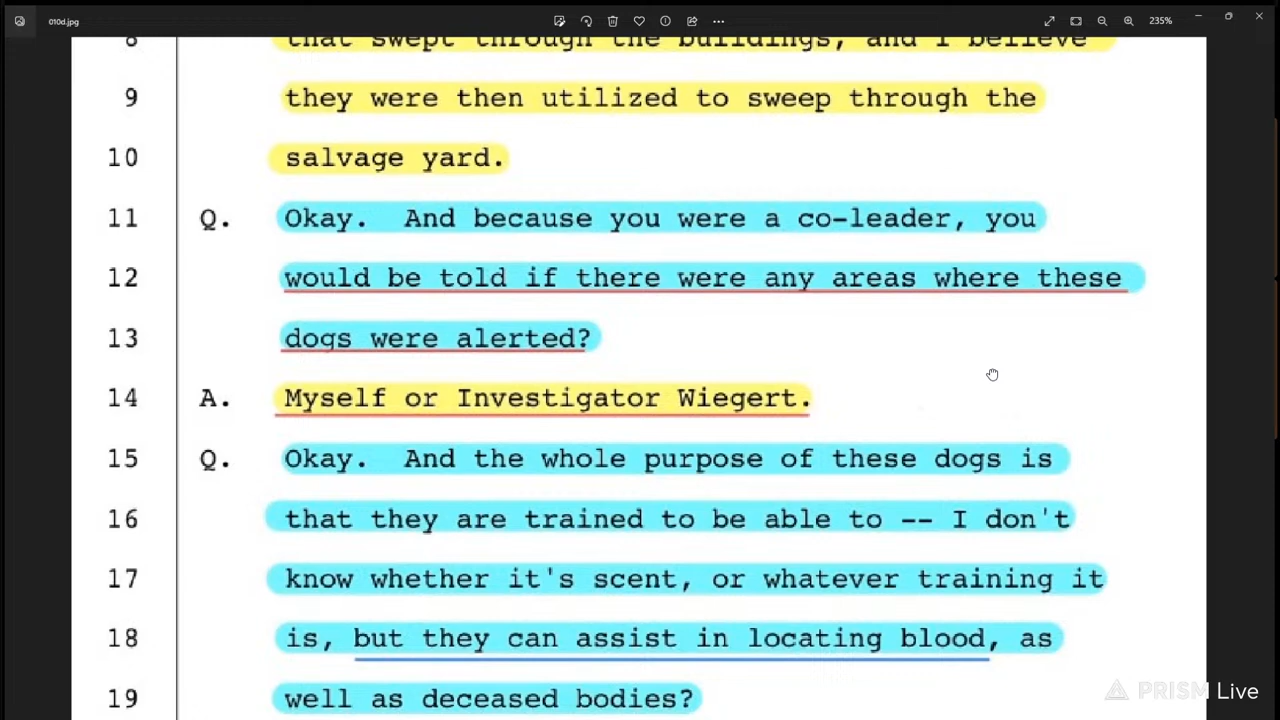 010d.jpg
235%
8 that swept through the buildings, and I believe
9 they were then utilized to sweep through the
10 salvage yard.
11 Q. Okay. And because you were a co-leader, you
12 would be told if there were any areas where these
13 dogs were alerted?
14 A. Myself or Investigator Wiegert.
15 Q. Okay. And the whole purpose of these dogs is
16 that they are trained to be able to -- I don't
17 know whether it's scent, or whatever training it
18 is, but they can assist in locating blood, as
19 well as deceased bodies?
PRISM Live